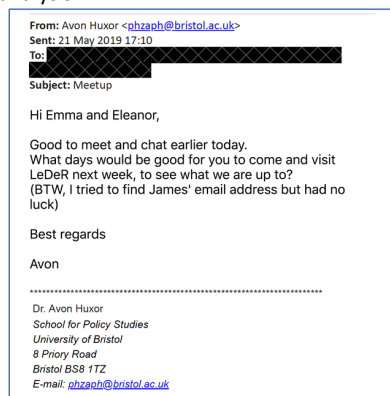 From: Avon Huxor <phzaph@bristol.ac.uk>
Sent: 21 May 2019 17:10
To:
Subject: Meetup
Hi Emma and Eleanor,
Good to meet and chat earlier today.
What days would be good for you to come and visit
LeDeR next week, to see what we are up to?
(BTW, I tried to find James' email address but had no
luck)
Best regards
Avon
************************************************************************
Dr. Avon Huxor
School for Policy Studies
University of Bristol
8 Priory Road
Bristol BS8 1TZ
E-mail: phzaph@bristol.ac.uk